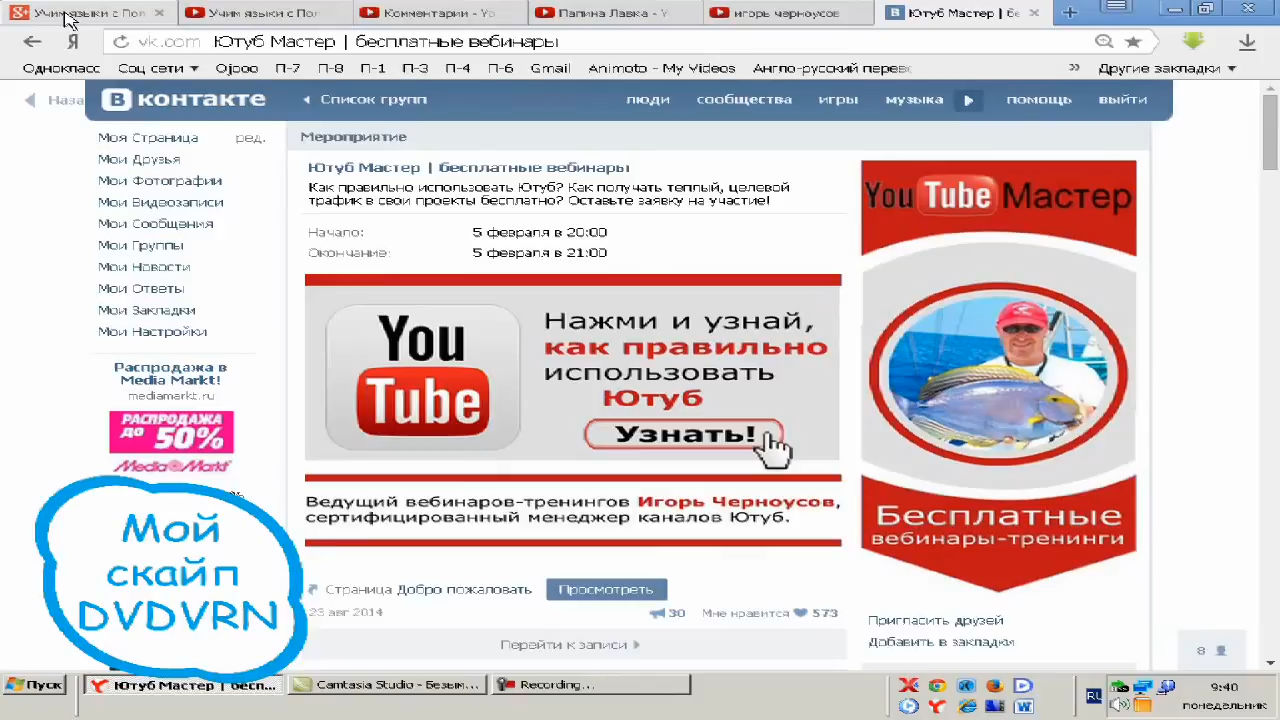 Учим языки с Пол
Учим языки с Пол
Комментарии - Yo
Папина Лавка - Y
игорь черноусов
Ютуб Мастер | бе
Я
vk.com Ютуб Мастер | бесплатные вебинары
Однокласс Соц сети Ojooo П-7 П-8 П-1 П-3 П-4 П-6 Gmail Animoto - My Videos Англо-русский перев » Другие закладки
Наза
В контакте Список групп люди сообщества игры музыка помощь выйти
Моя Страница ред.
Мои Друзья
Мои Фотографии
Мои Видеозаписи
Мои Сообщения
Мои Группы
Мои Новости
Мои Ответы
Мои Закладки
Мои Настройки
Распродажа в
Media Markt!
mediamarkt.ru
РАСПРОДАЖА
ДО 50%
Media Markt
Мой
скайп
DVDVRN
Мероприятие
Ютуб Мастер | бесплатные вебинары
Как правильно использовать Ютуб? Как получать теплый, целевой
трафик в свои проекты бесплатно? Оставьте заявку на участие!
Начало: 5 февраля в 20:00
Окончание: 5 февраля в 21:00
You
Tube
Нажми и узнай,
как правильно
использовать
Ютуб
Узнать!
Ведущий вебинаров-тренингов Игорь Черноусов,
сертифицированный менеджер каналов Ютуб.
Страница Добро пожаловать Просмотреть
23 авг 2014 30 Мне нравится 573
Перейти к записи
YouTube Мастер
Бесплатные
вебинары-тренинги
Пригласить друзей
Добавить в закладки
8
Пуск
Ютуб Мастер | бесп...
Camtasia Studio - Безым...
Recording...
RU
9:40
понедельник